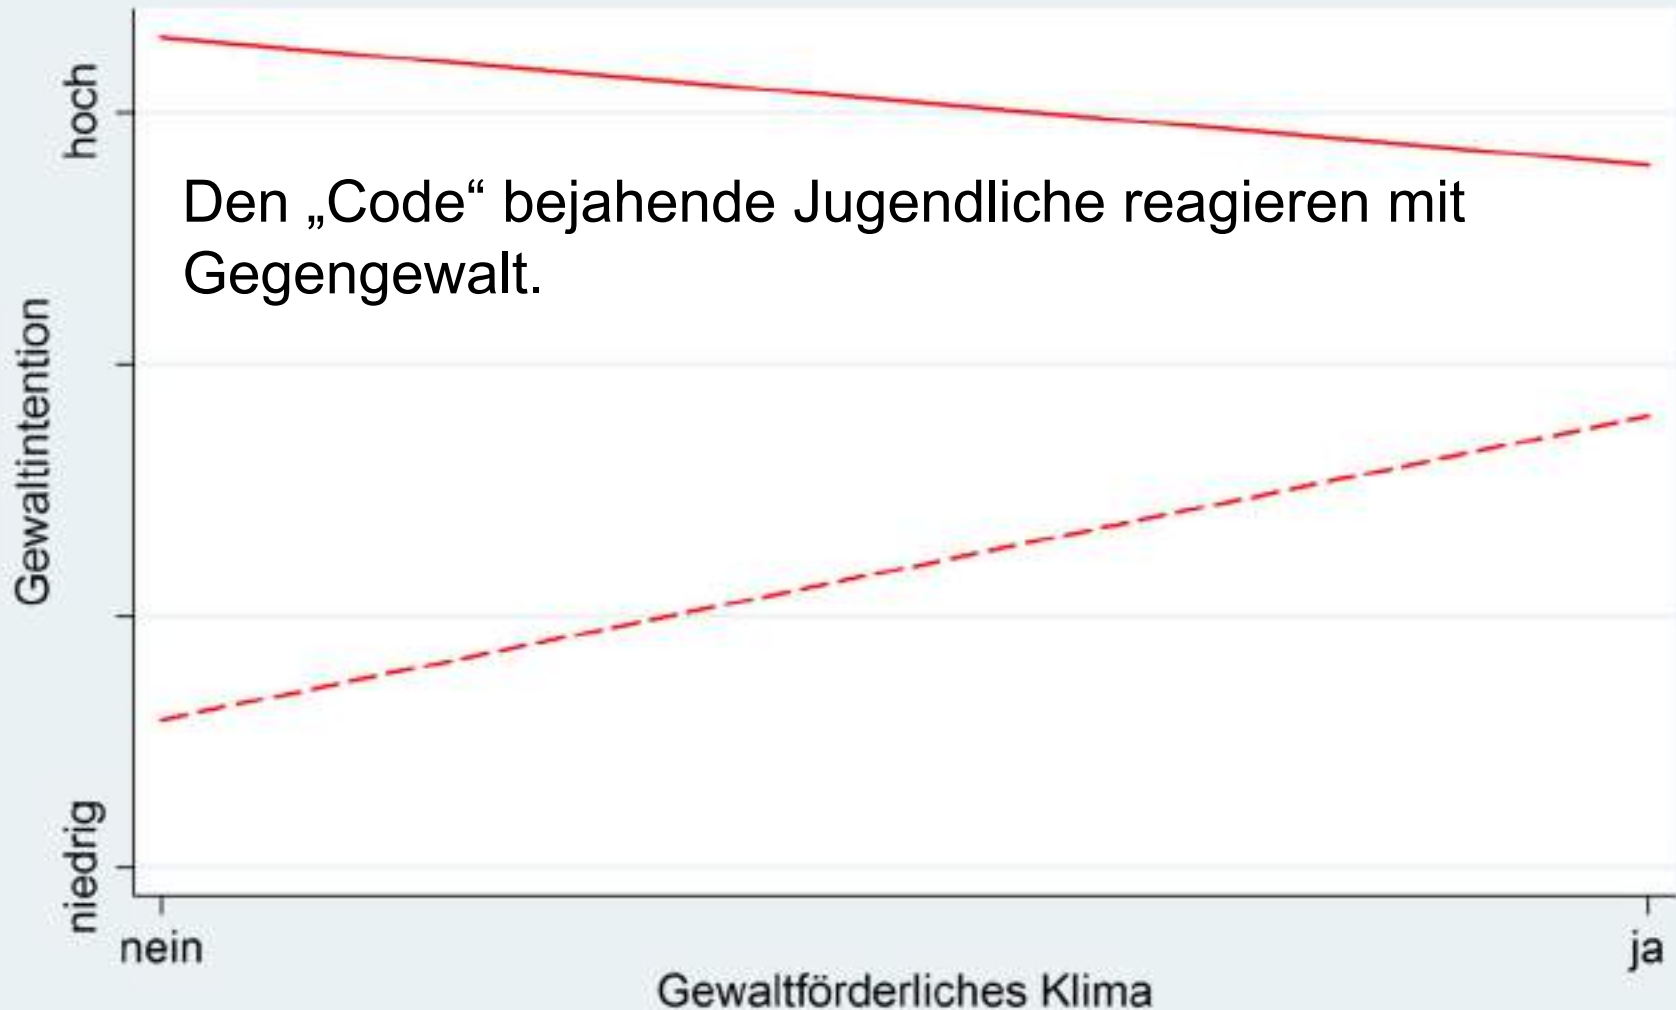 hoch
Den „Code“ bejahende Jugendliche reagieren mit
Gegengewalt.
Gewaltintention
niedrig
nein
ja
Gewaltförderliches Klima